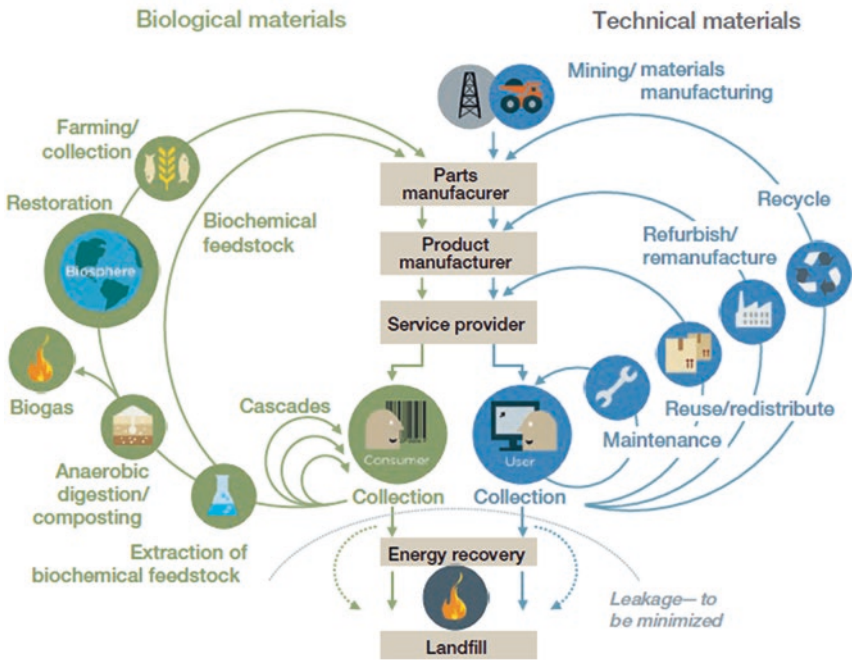 Biological materials
Technical materials
Mining/ materials
manufacturing
Farming/
collection
Parts
manufacurer
Restoration
Biochemical
feedstock
Recycle
Biosphere
Product
manufacturer
Refurbish/
remanufacture
Service provider
Biogas
Cascades
Consumer
User
Reuse/redistribute
Maintenance
Anaerobic
digestion/
composting
Collection
Collection
Extraction of
biochemical feedstock
Energy recovery
Leakage— to
be minimized
Landfill